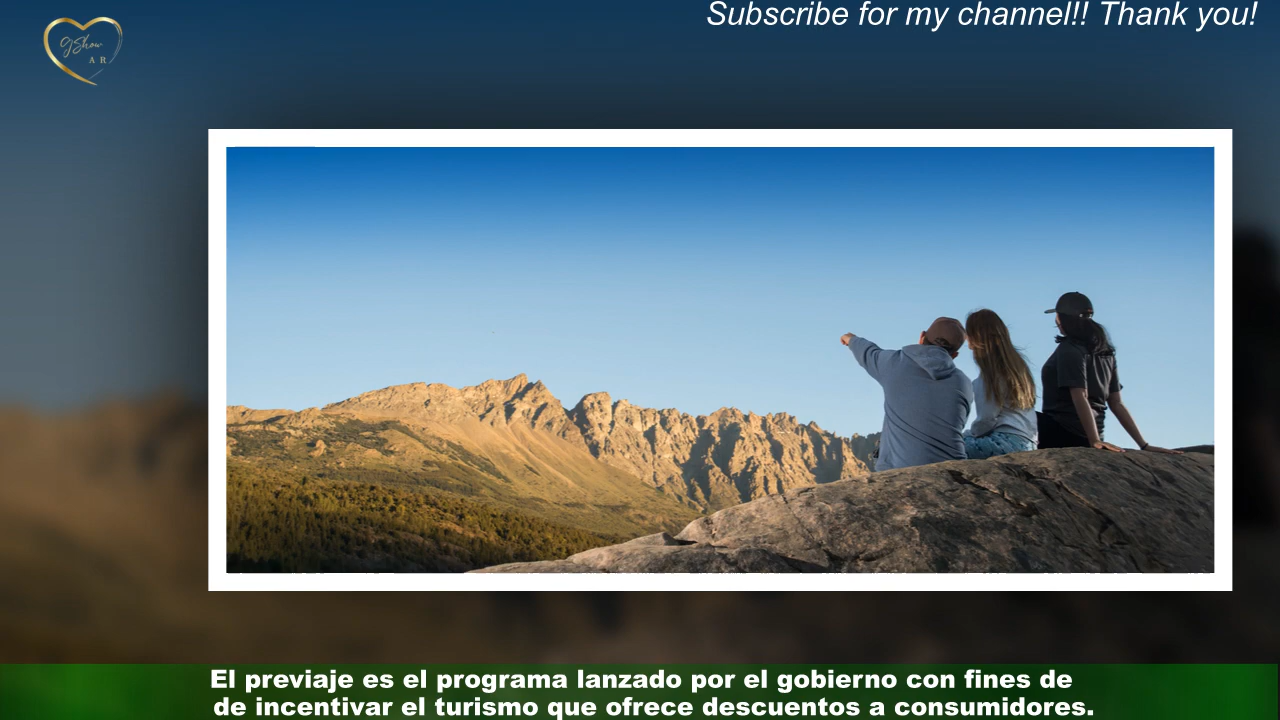 Subscribe for my channel!! Thank you!
gShow
A R
El previaje es el programa lanzado por el gobierno con fines de
de incentivar el turismo que ofrece descuentos a consumidores.